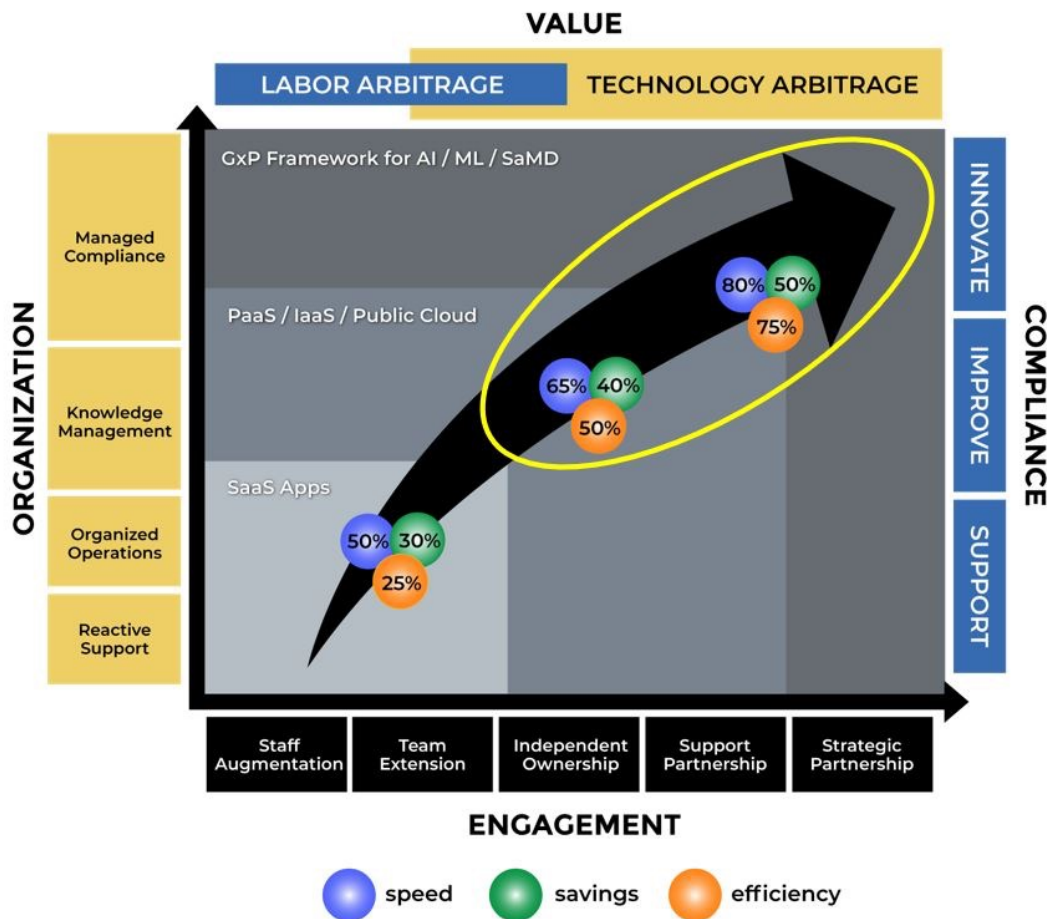 VALUE
LABOR ARBITRAGE
TECHNOLOGY ARBITRAGE
ORGANIZATION
Managed
Compliance
Knowledge
Management
Organized
Operations
Reactive
Support
GxP Framework for AI / ML / SaMD
PaaS / IaaS / Public Cloud
SaaS Apps
80%
50%
75%
65%
40%
50%
50%
30%
25%
INNOVATE
IMPROVE
SUPPORT
COMPLIANCE
Staff
Augmentation
Team
Extension
Independent
Ownership
Support
Partnership
Strategic
Partnership
ENGAGEMENT
speed
savings
efficiency